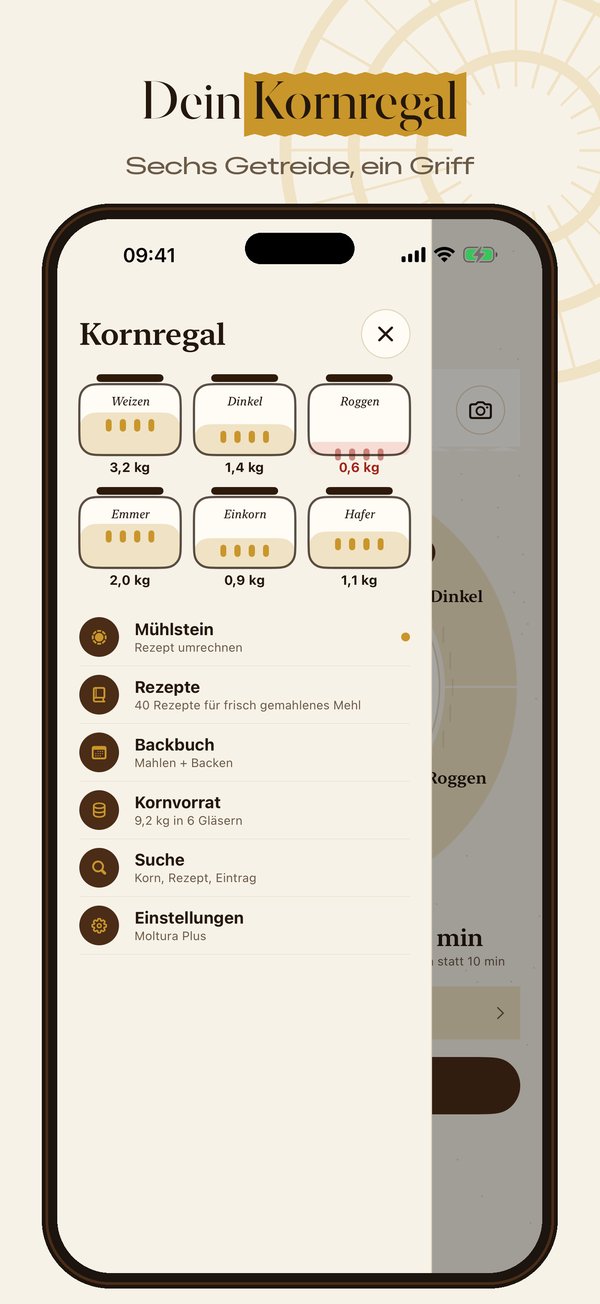 Dein Kornregal
Sechs Getreide, ein Griff
09:41
Kornregal
Weizen
Dinkel
Roggen
3,2 kg
1,4 kg
0,6 kg
Emmer
Einkorn
Hafer
2,0 kg
0,9 kg
1,1 kg
Dinkel
Mühlstein
Rezept umrechnen
Rezepte
40 Rezepte für frisch gemahlenes Mehl
Backbuch
Mahlen + Backen
Roggen
Kornvorrat
9,2 kg in 6 Gläsern
Suche
Korn, Rezept, Eintrag
Einstellungen
Moltura Plus
min
statt 10 min